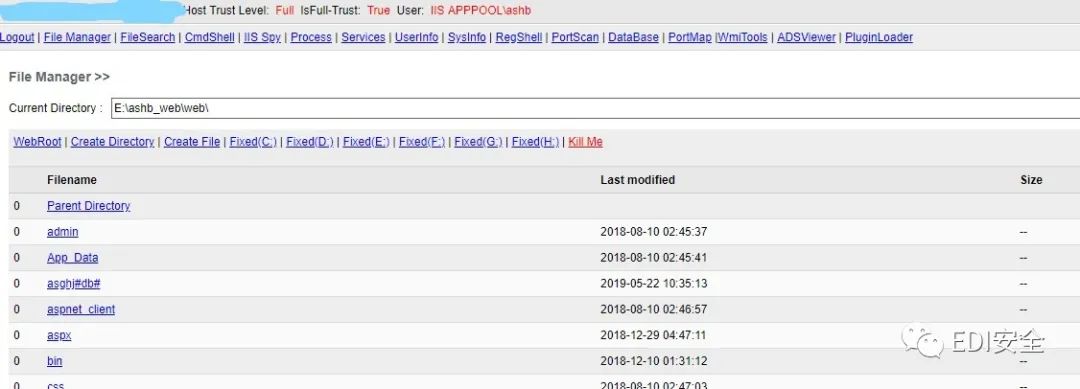 Host Trust Level: Full IsFull-Trust: True User: IIS APPPOOL\ashb
Logout | File Manager | FileSearch | CmdShell | IIS Spy | Process | Services | UserInfo | SysInfo | RegShell | PortScan | DataBase | PortMap |WmiTools | ADSViewer | PluginLoader
File Manager >>
Current Directory : E:\ashb_web\web\
WebRoot | Create Directory | Create File | Fixed(C:) | Fixed(D:) | Fixed(E:) | Fixed(F:) | Fixed(G:) | Fixed(H:) | Kill Me
Filename Last modified Size
0 Parent Directory
0 admin 2018-08-10 02:45:37 --
0 App_Data 2018-08-10 02:45:41 --
0 asghj#db# 2019-05-22 10:35:13 --
0 aspnet_client 2018-08-10 02:46:57 --
0 aspx 2018-12-29 04:47:11 --
0 bin 2018-12-10 01:31:12 --
0 css 2018-08-10 02:47:03 --
EDI安全